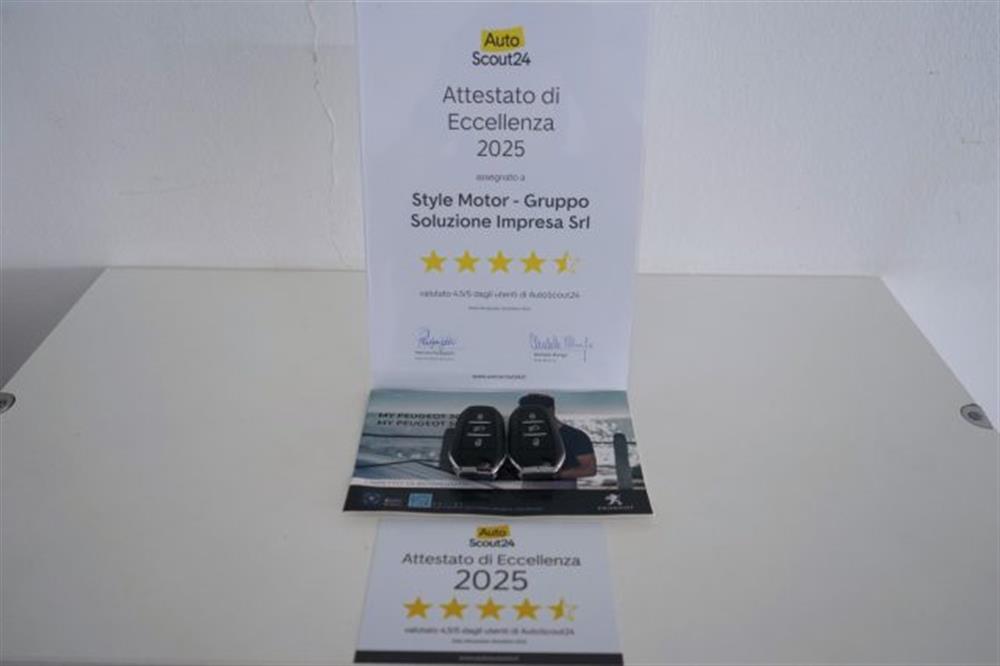 Auto
Scout24
Attestato di
Eccellenza
2025
assegnato a
Style Motor - Gruppo
Soluzione Impresa Srl
valutato 4.5/5 dagli utenti di AutoScout24
MY PEUGEOT
MY PEUGEOT
PEUGEOT
Auto
Scout24
Attestato di Eccellenza
2025
valutato 4.5/5 dagli utenti di AutoScout24